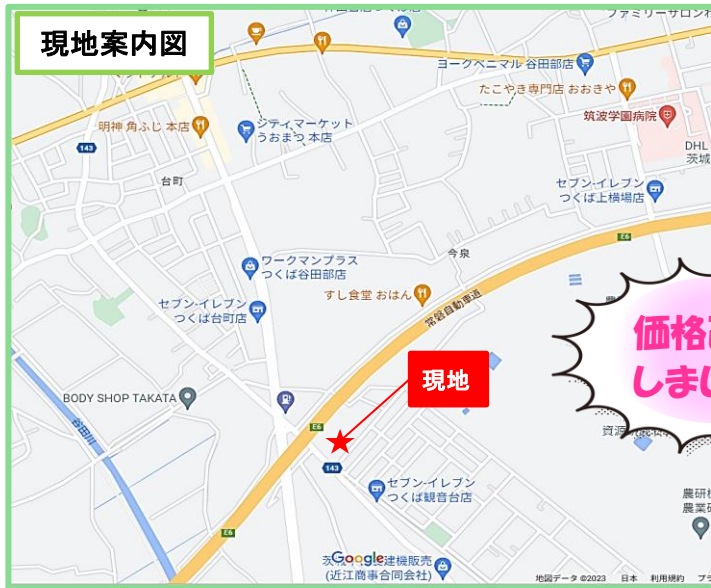 現地案内図
ファミリーサロン
ヨークベニマル 谷田部店
たこやき専門店 おおきや
筑波学園病院
明神 角ふじ 本店
シティマーケット
うおまつ 本店
DHL
茨城
143
台町
セブン-イレブン
つくば上横場店
E6
今泉
ワークマンプラス
つくば谷田部店
すし食堂 おはん
常磐自動車道
セブン-イレブン
つくば台町店
価格
しまい
現地
BODY SHOP TAKATA
谷田川
E6
資源
143
セブン-イレブン
つくば観音台店
農研
農業
E6
Google
建機販売
(近江商事合同会社)
地図データ ©2023 日本 利用規約 プラ